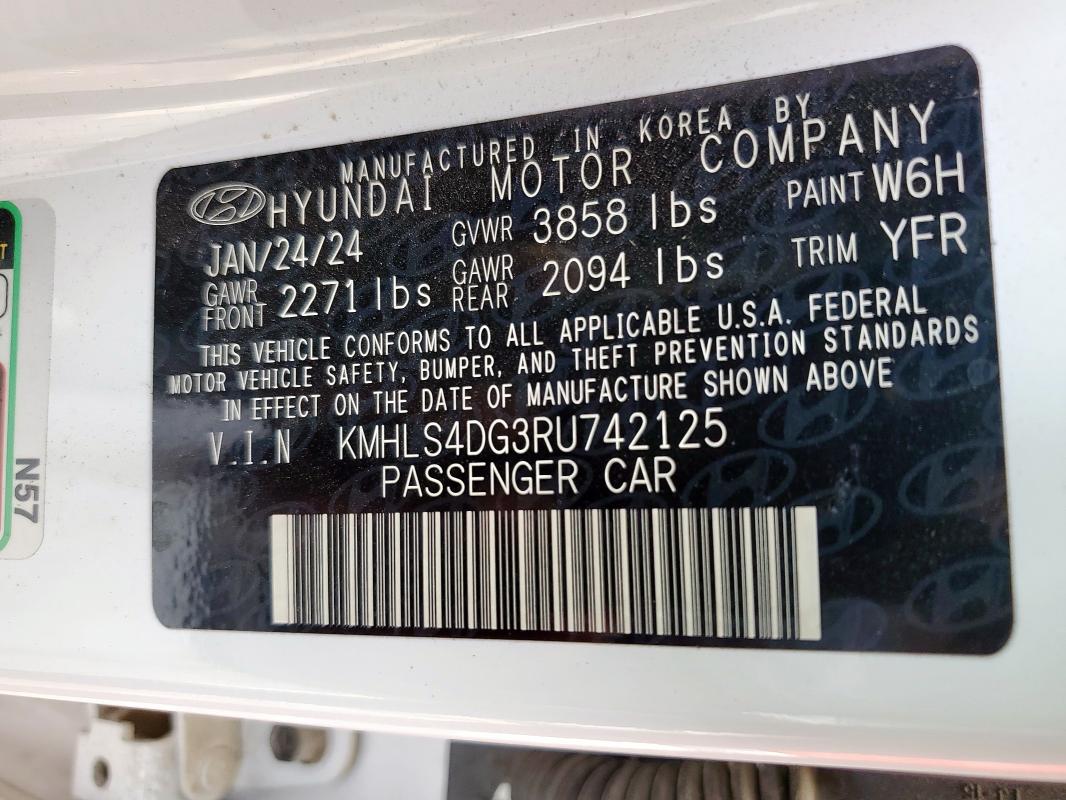 MANUFACTURED IN KOREA BY
HYUNDAI MOTOR COMPANY
JAN/24/24 GVWR 3858 lbs PAINT W6H
GAWR FRONT 2271 lbs GAWR REAR 2094 lbs TRIM YFR
THIS VEHICLE CONFORMS TO ALL APPLICABLE U.S.A. FEDERAL
MOTOR VEHICLE SAFETY, BUMPER, AND THEFT PREVENTION STANDARDS
IN EFFECT ON THE DATE OF MANUFACTURE SHOWN ABOVE
V.I.N KMHLS4DG3RU742125
PASSENGER CAR
N57